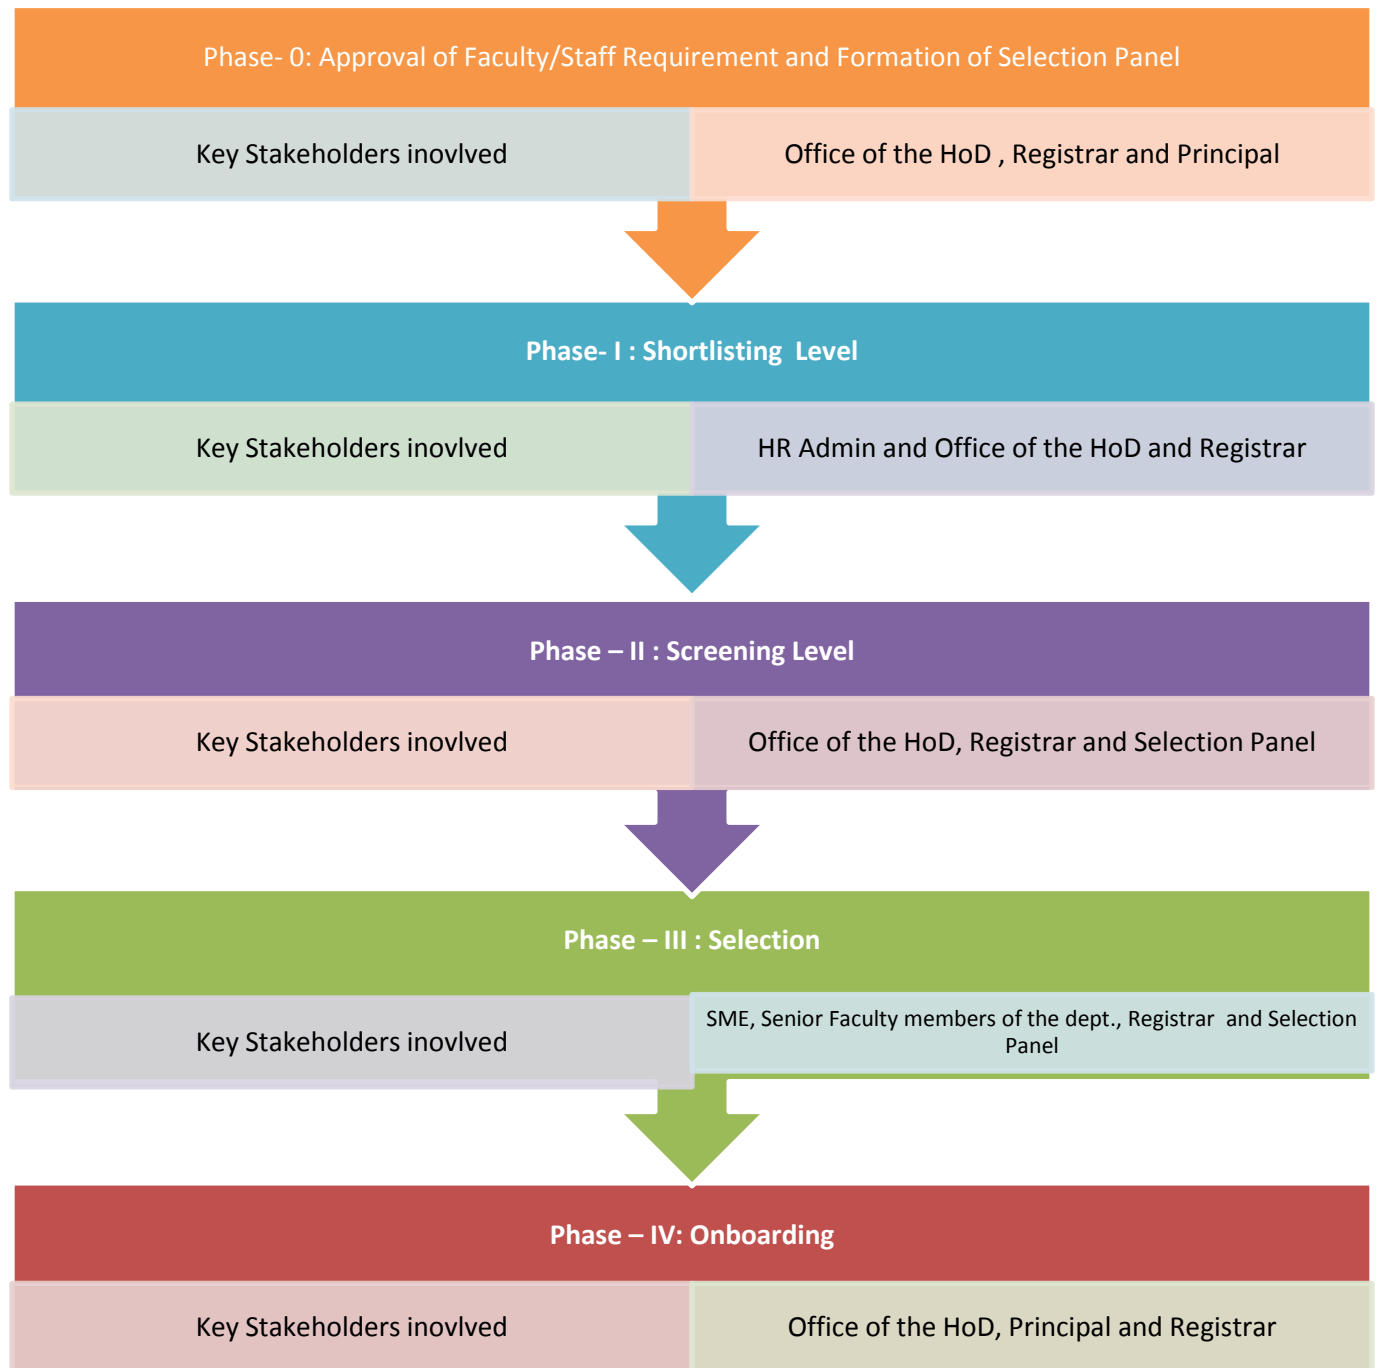 Phase- 0: Approval of Faculty/Staff Requirement and Formation of Selection Panel
Key Stakeholders inovlved
Office of the HoD , Registrar and Principal
Phase- I : Shortlisting  Level
Key Stakeholders inovlved
HR Admin and Office of the HoD and Registrar
Phase – II : Screening Level
Key Stakeholders inovlved
Office of the HoD, Registrar and Selection Panel
Phase – III : Selection
Key Stakeholders inovlved
SME, Senior Faculty members of the dept., Registrar  and Selection
Panel
Phase – IV: Onboarding
Key Stakeholders inovlved
Office of the HoD, Principal and Registrar